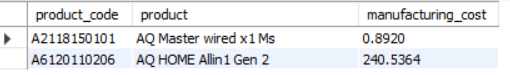 product_code product manufacturing_cost
A2118150101 AQ Master wired x1 Ms 0.8920
A6120110206 AQ HOME Allin1 Gen 2 240.5364